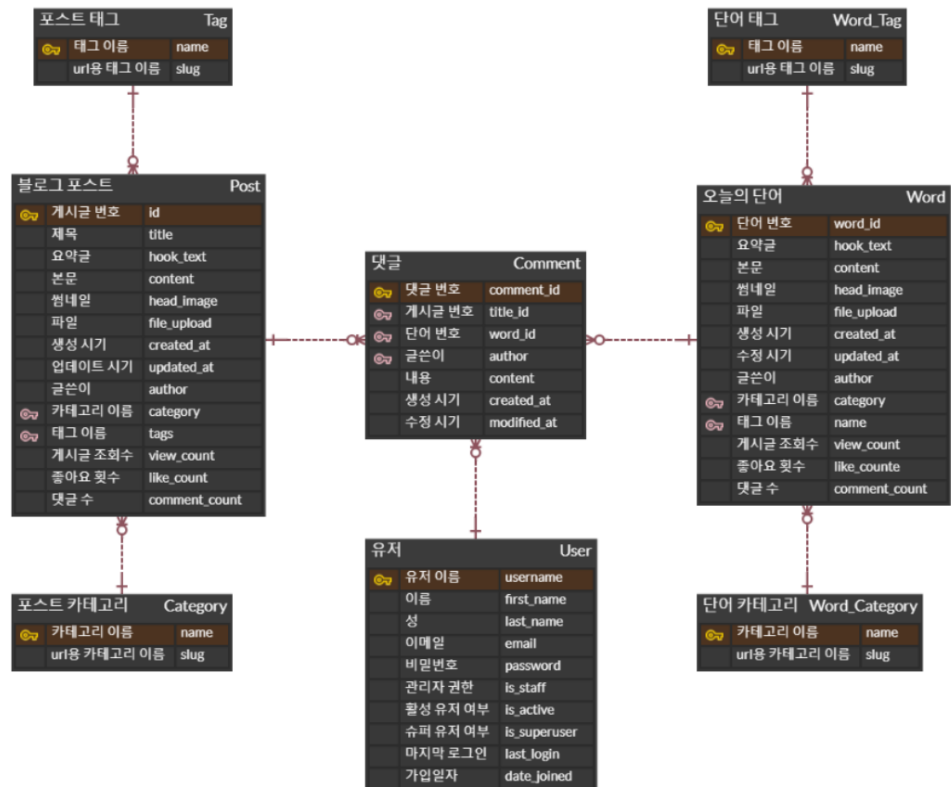 포스트 태그 Tag
태그 이름 name
url용 태그 이름 slug
단어 태그 Word_Tag
태그 이름 name
url용 태그 이름 slug
블로그 포스트 Post
게시글 번호 id
제목 title
요약글 hook_text
본문 content
썸네일 head_image
파일 file_upload
생성 시기 created_at
업데이트 시기 updated_at
글쓴이 author
카테고리 이름 category
태그 이름 tags
게시글 조회수 view_count
좋아요 횟수 like_count
댓글 수 comment_count
댓글 Comment
댓글 번호 comment_id
게시글 번호 title_id
단어 번호 word_id
글쓴이 author
내용 content
생성 시기 created_at
수정 시기 modified_at
오늘의 단어 Word
단어 번호 word_id
요약글 hook_text
본문 content
썸네일 head_image
파일 file_upload
생성 시기 created_at
수정 시기 updated_at
글쓴이 author
카테고리 이름 category
태그 이름 name
게시글 조회수 view_count
좋아요 횟수 like_counte
댓글 수 comment_count
포스트 카테고리 Category
카테고리 이름 name
url용 카테고리 이름 slug
유저 User
유저 이름 username
이름 first_name
성 last_name
이메일 email
비밀번호 password
관리자 권한 is_staff
활성 유저 여부 is_active
슈퍼 유저 여부 is_superuser
마지막 로그인 last_login
가입일자 date_joined
단어 카테고리 Word_Category
카테고리 이름 name
url용 카테고리 이름 slug